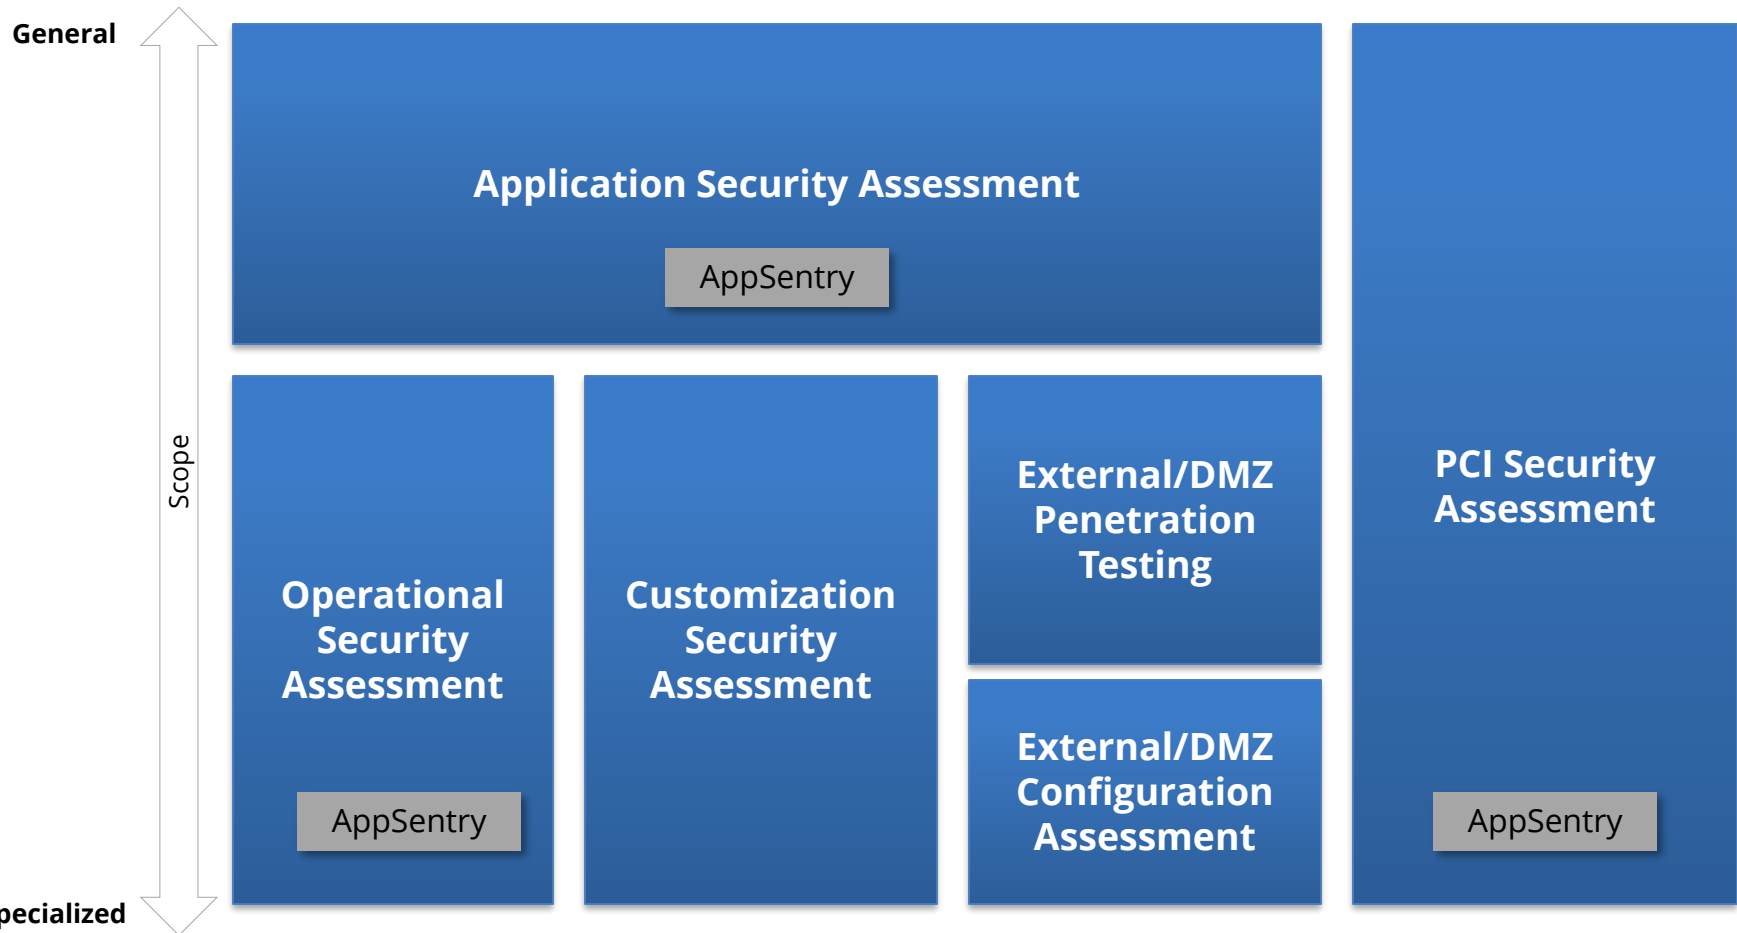 General
Application Security Assessment
AppSentry
Scope
Operational
Security
Assessment
AppSentry
Customization
Security
Assessment
External/DMZ
Penetration
Testing
External/DMZ
Configuration
Assessment
PCI Security
Assessment
AppSentry
pecialized